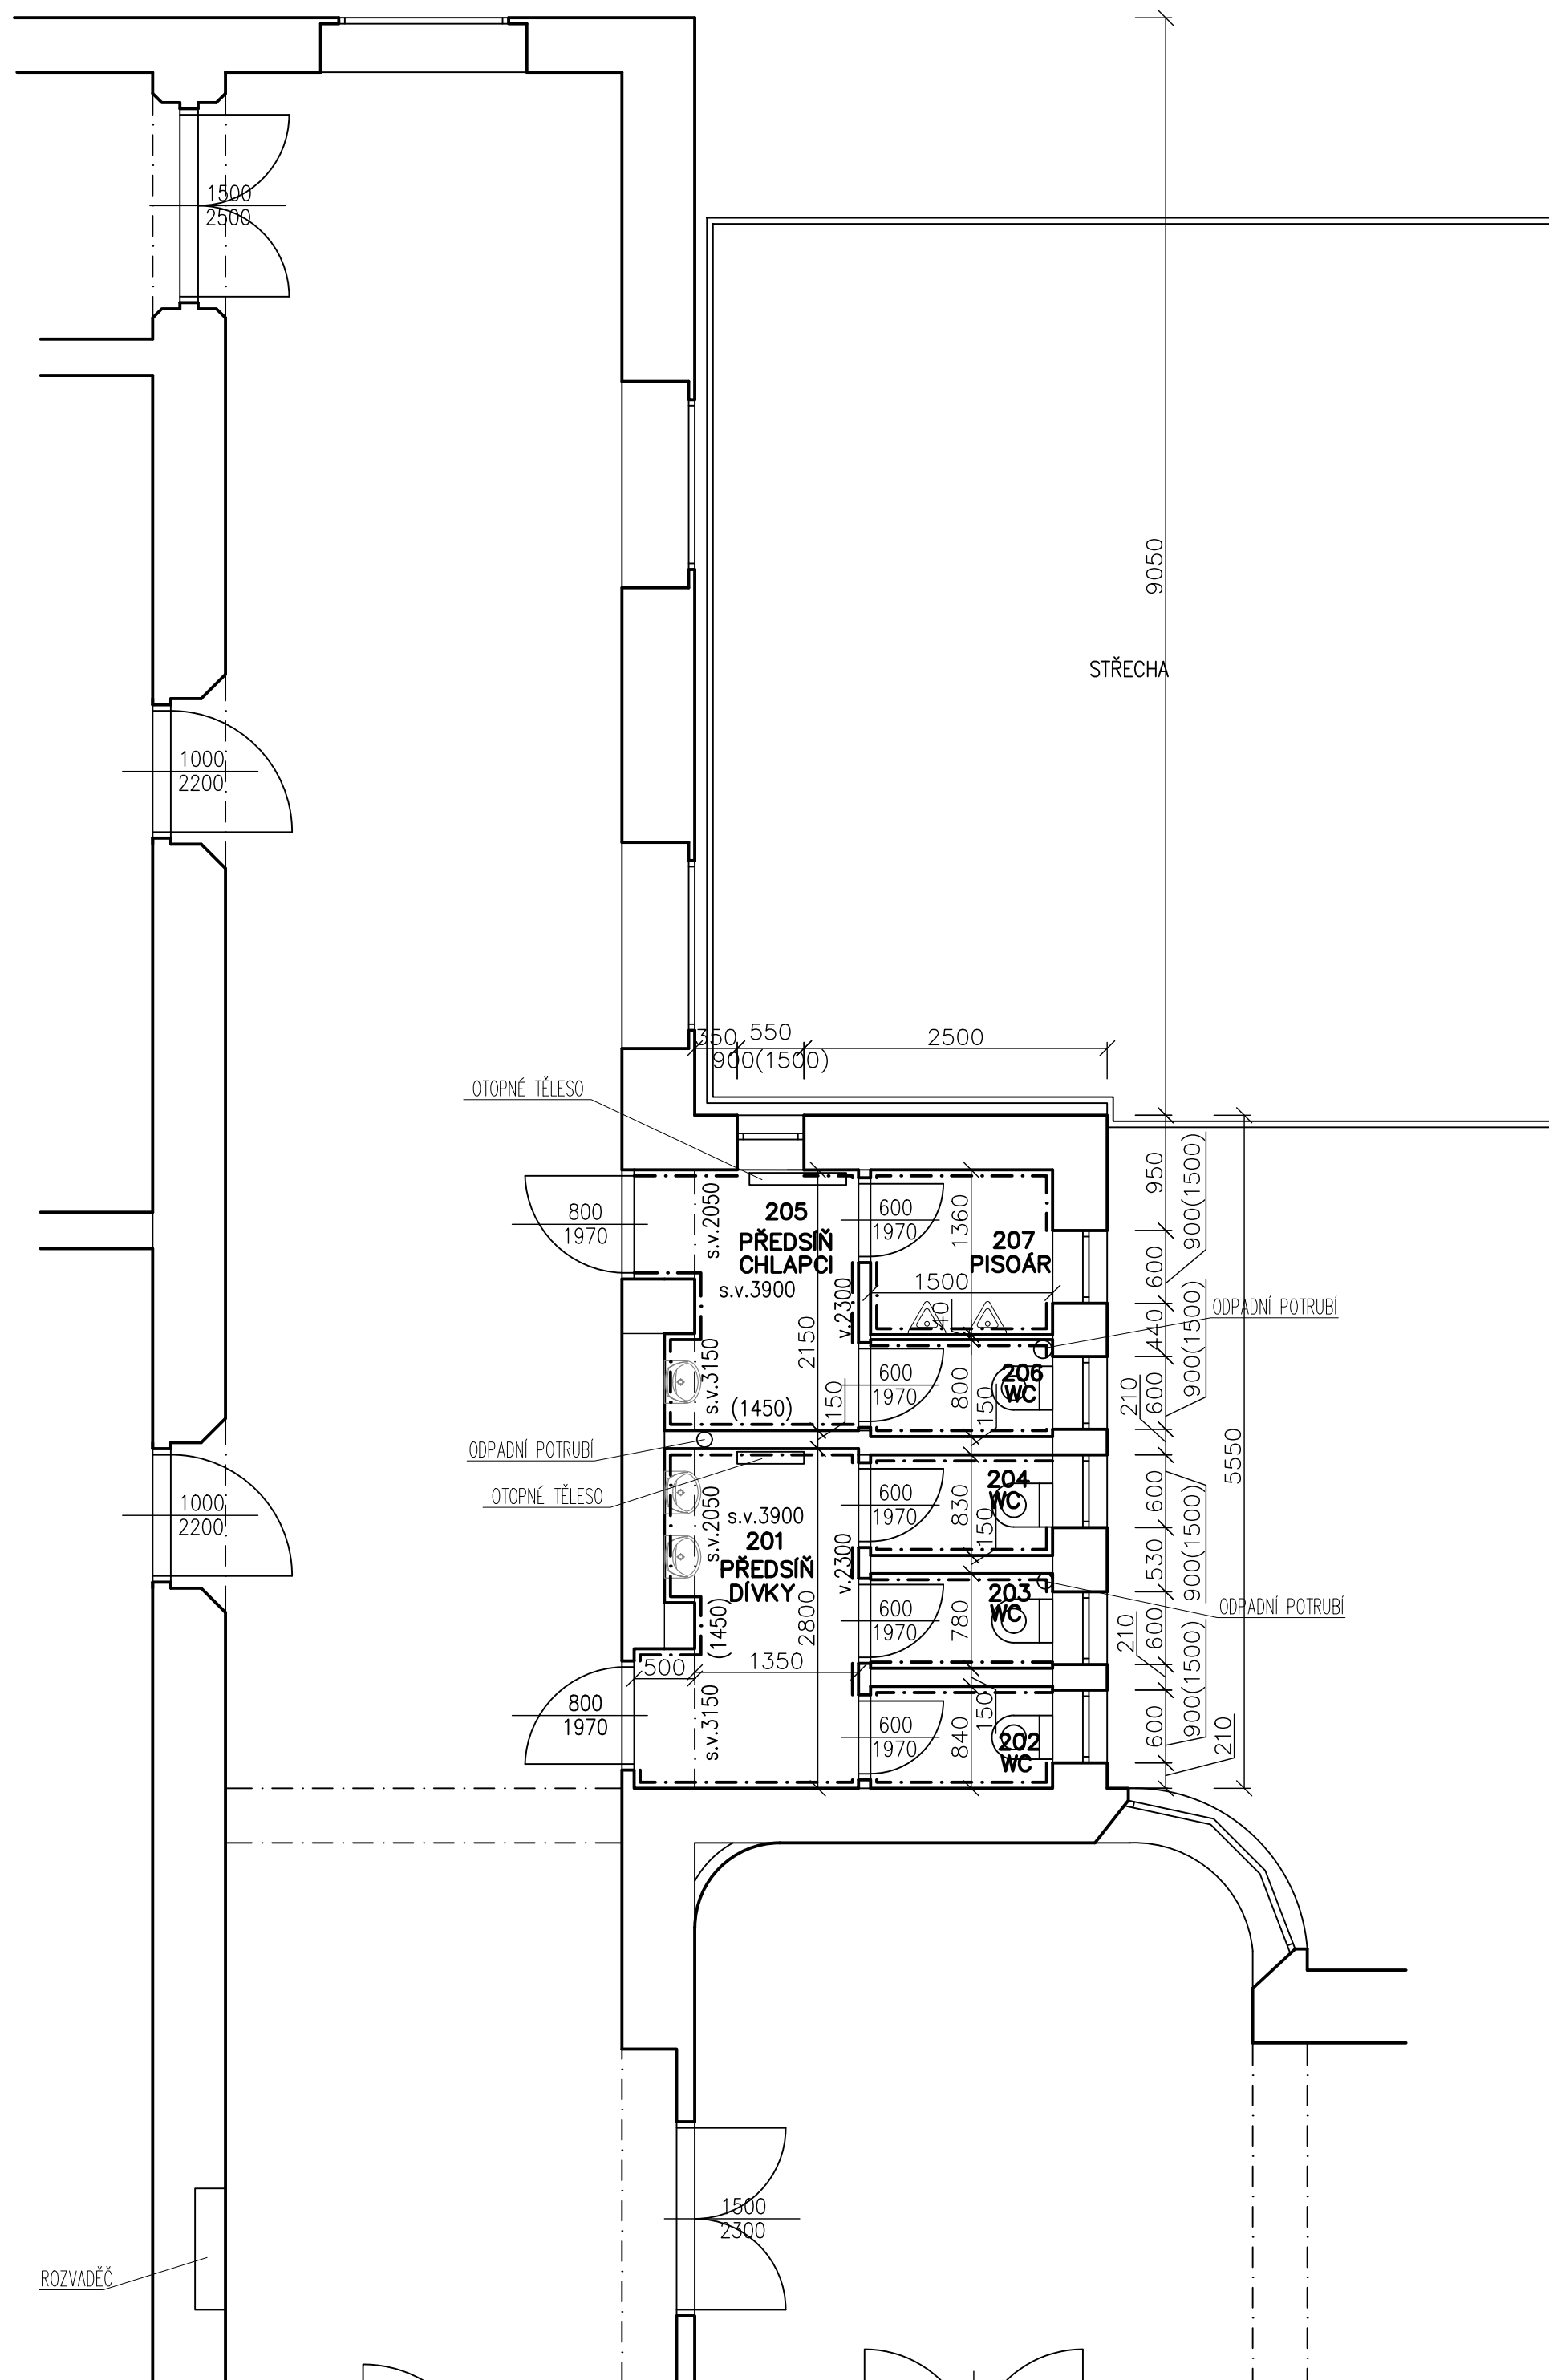 1500
2500
9050
STŘECHA
1000
2200
350
550
2500
900(1500)
OTOPNÉ TĚLESO
800
1970
s.v.2050
205
PŘEDSÍŇ
CHLAPCI
s.v.3900
600
1970
1360
207
PISOÁR
1500
950
900(1500)
600
v.2300
40
440
900(1500)
ODPADNÍ POTRUBÍ
2150
s.v.3150
(1450)
150
600
1970
800
150
206
WC
210
600
5550
ODPADNÍ POTRUBÍ
OTOPNÉ TĚLESO
1000
2200
s.v.2050
s.v.3900
201
PŘEDSÍŇ
DÍVKY
v.2300
600
1970
830
150
204
WC
600
900(1500)
530
203
WC
ODPADNÍ POTRUBÍ
(1450)
2800
600
1970
780
210
600
900(1500)
500
1350
800
1970
s.v.3150
600
1970
840
150
202
WC
600
210
1500
2300
ROZVADĚČ